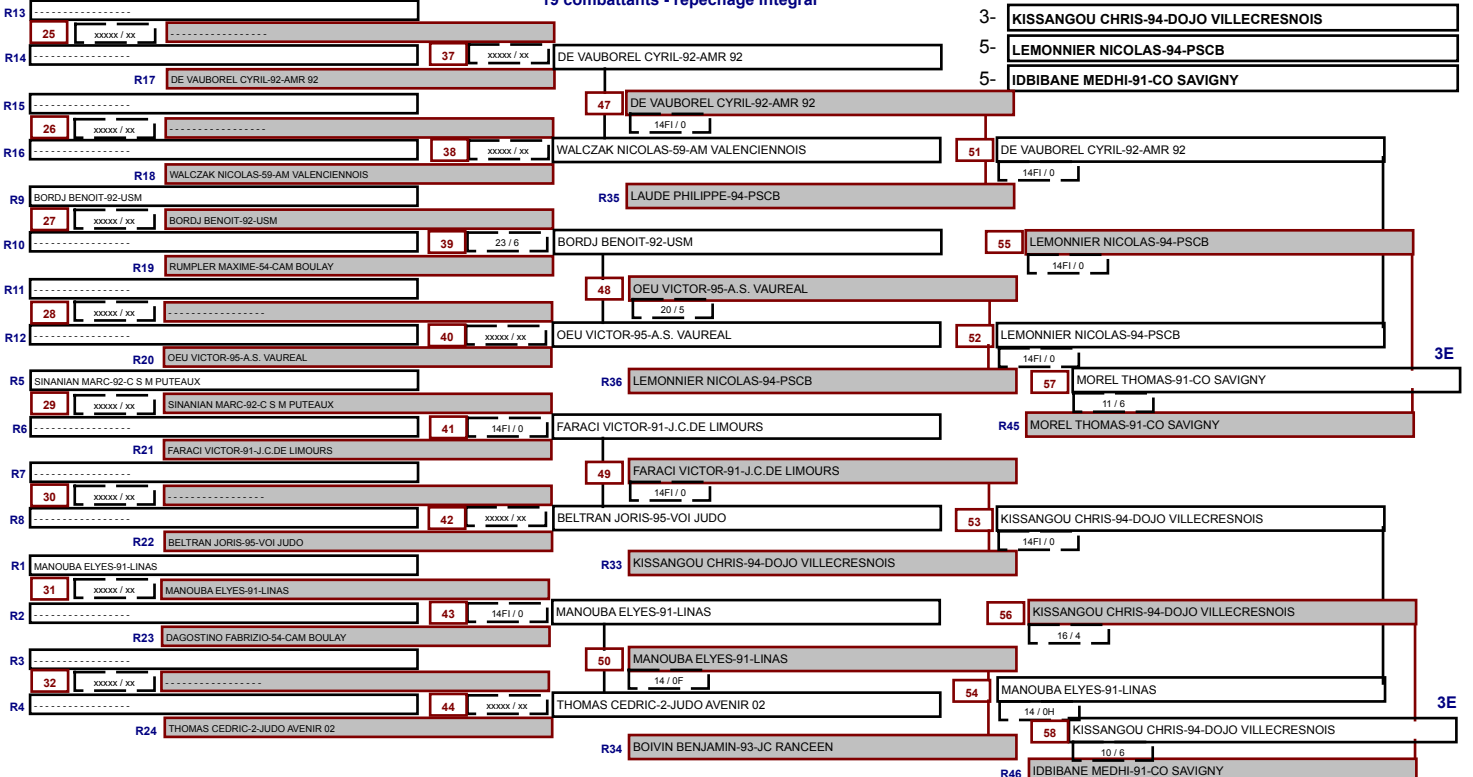 19 combattants - repêchage intégral
3- KISSANGOU CHRIS-94-DOJO VILLECRESNOIS
5- LEMONNIER NICOLAS-94-PSCB
5- IDBIBANE MEDHI-91-CO SAVIGNY
R13 - - - - - - - - - - - - - - - -
25 xxxxx / xx - - - - - - - - - - - - - - - -
R14 - - - - - - - - - - - - - - - -
37 xxxxx / xx DE VAUBOREL CYRIL-92-AMR 92
R17 DE VAUBOREL CYRIL-92-AMR 92
47 DE VAUBOREL CYRIL-92-AMR 92
14FI / 0
R15 - - - - - - - - - - - - - - - -
26 xxxxx / xx - - - - - - - - - - - - - - - -
R16 - - - - - - - - - - - - - - - -
38 xxxxx / xx WALCZAK NICOLAS-59-AM VALENCIENNOIS
51 DE VAUBOREL CYRIL-92-AMR 92
14FI / 0
R18 WALCZAK NICOLAS-59-AM VALENCIENNOIS
R35 LAUDE PHILIPPE-94-PSCB
R9 BORDJ BENOIT-92-USM
27 xxxxx / xx BORDJ BENOIT-92-USM
R10 - - - - - - - - - - - - - - - -
39 23 / 6 BORDJ BENOIT-92-USM
55 LEMONNIER NICOLAS-94-PSCB
14FI / 0
R19 RUMPLER MAXIME-54-CAM BOULAY
R11 - - - - - - - - - - - - - - - -
48 OEU VICTOR-95-A.S. VAUREAL
20 / 5
28 xxxxx / xx - - - - - - - - - - - - - - - -
R12 - - - - - - - - - - - - - - - -
40 xxxxx / xx OEU VICTOR-95-A.S. VAUREAL
52 LEMONNIER NICOLAS-94-PSCB
14FI / 0
R20 OEU VICTOR-95-A.S. VAUREAL
3E
R5 SINANIAN MARC-92-C S M PUTEAUX
R36 LEMONNIER NICOLAS-94-PSCB
57 MOREL THOMAS-91-CO SAVIGNY
11 / 6
29 xxxxx / xx SINANIAN MARC-92-C S M PUTEAUX
R6 - - - - - - - - - - - - - - - -
41 14FI / 0 FARACI VICTOR-91-J.C.DE LIMOURS
R45 MOREL THOMAS-91-CO SAVIGNY
R21 FARACI VICTOR-91-J.C.DE LIMOURS
R7 - - - - - - - - - - - - - - - -
49 FARACI VICTOR-91-J.C.DE LIMOURS
14FI / 0
30 xxxxx / xx - - - - - - - - - - - - - - - -
R8 - - - - - - - - - - - - - - - -
42 xxxxx / xx BELTRAN JORIS-95-VOI JUDO
53 KISSANGOU CHRIS-94-DOJO VILLECRESNOIS
14FI / 0
R22 BELTRAN JORIS-95-VOI JUDO
R33 KISSANGOU CHRIS-94-DOJO VILLECRESNOIS
R1 MANOUBA ELYES-91-LINAS
31 xxxxx / xx MANOUBA ELYES-91-LINAS
R2 - - - - - - - - - - - - - - - -
43 14FI / 0 MANOUBA ELYES-91-LINAS
56 KISSANGOU CHRIS-94-DOJO VILLECRESNOIS
16 / 4
R23 DAGOSTINO FABRIZIO-54-CAM BOULAY
R3 - - - - - - - - - - - - - - - -
50 MANOUBA ELYES-91-LINAS
14 / 0F
32 xxxxx / xx - - - - - - - - - - - - - - - -
R4 - - - - - - - - - - - - - - - -
44 xxxxx / xx THOMAS CEDRIC-2-JUDO AVENIR 02
54 MANOUBA ELYES-91-LINAS
14 / 0H
3E
R24 THOMAS CEDRIC-2-JUDO AVENIR 02
58 KISSANGOU CHRIS-94-DOJO VILLECRESNOIS
10 / 6
R34 BOIVIN BENJAMIN-93-JC RANCEEN
R46 IDBIBANE MEDHI-91-CO SAVIGNY